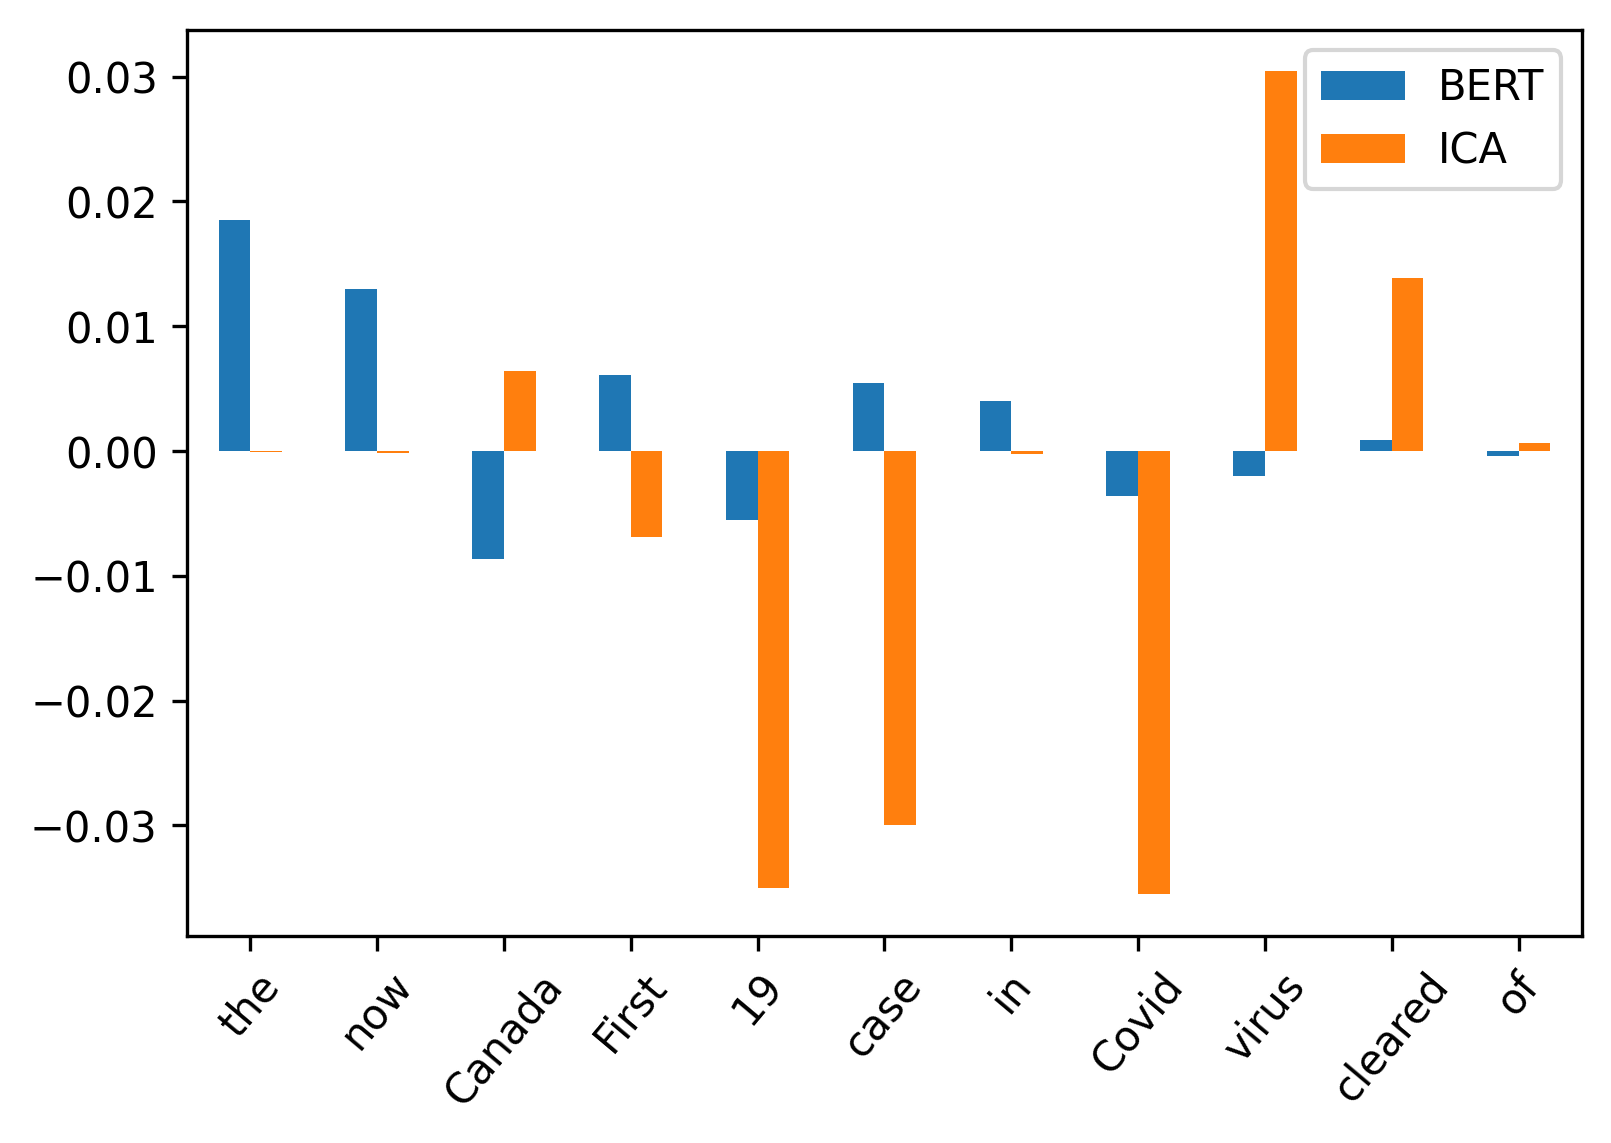 0.03
0.02
0.01
0.00
−0.01
−0.02
−0.03
BERT
ICA
the
now
Canada
First
19
case
in
Covid
virus
cleared
of